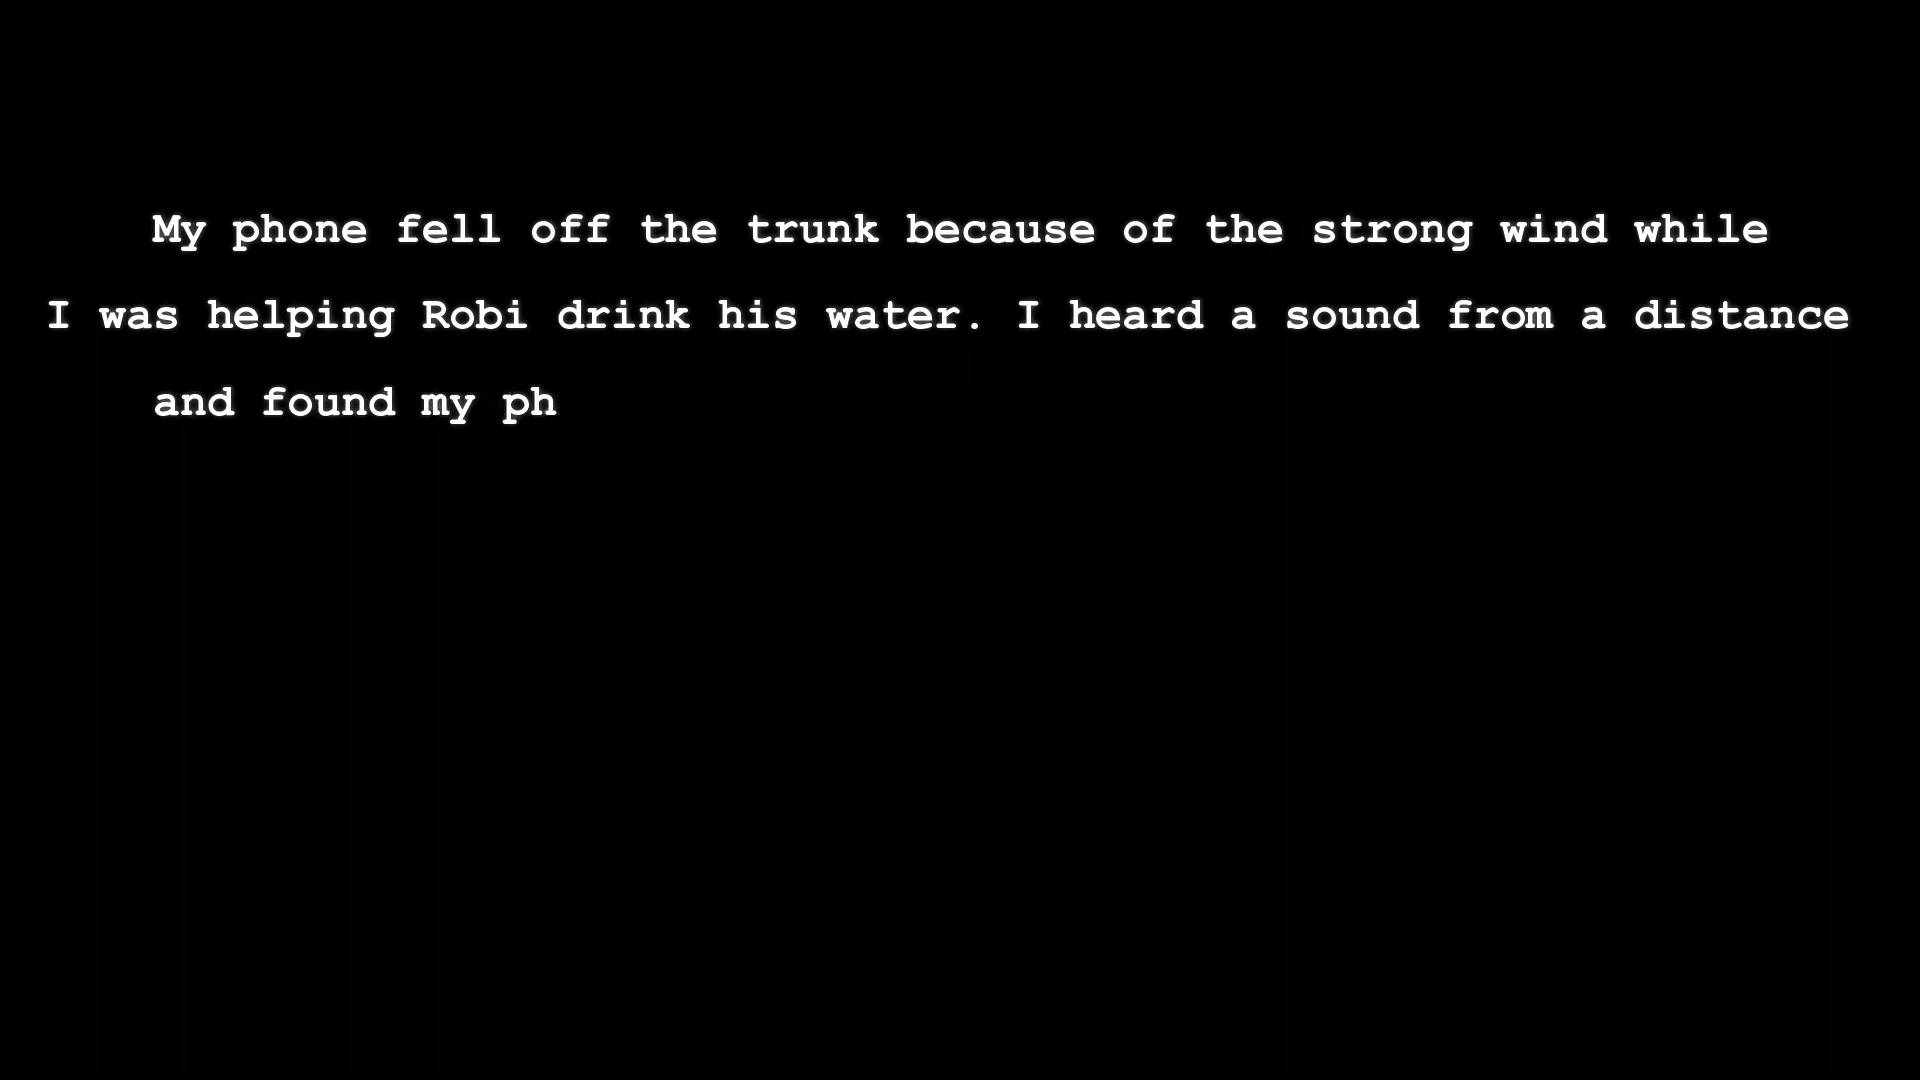 My phone fell off the trunk because of the strong wind while
I was helping Robi drink his water. I heard a sound from a distance
and found my ph